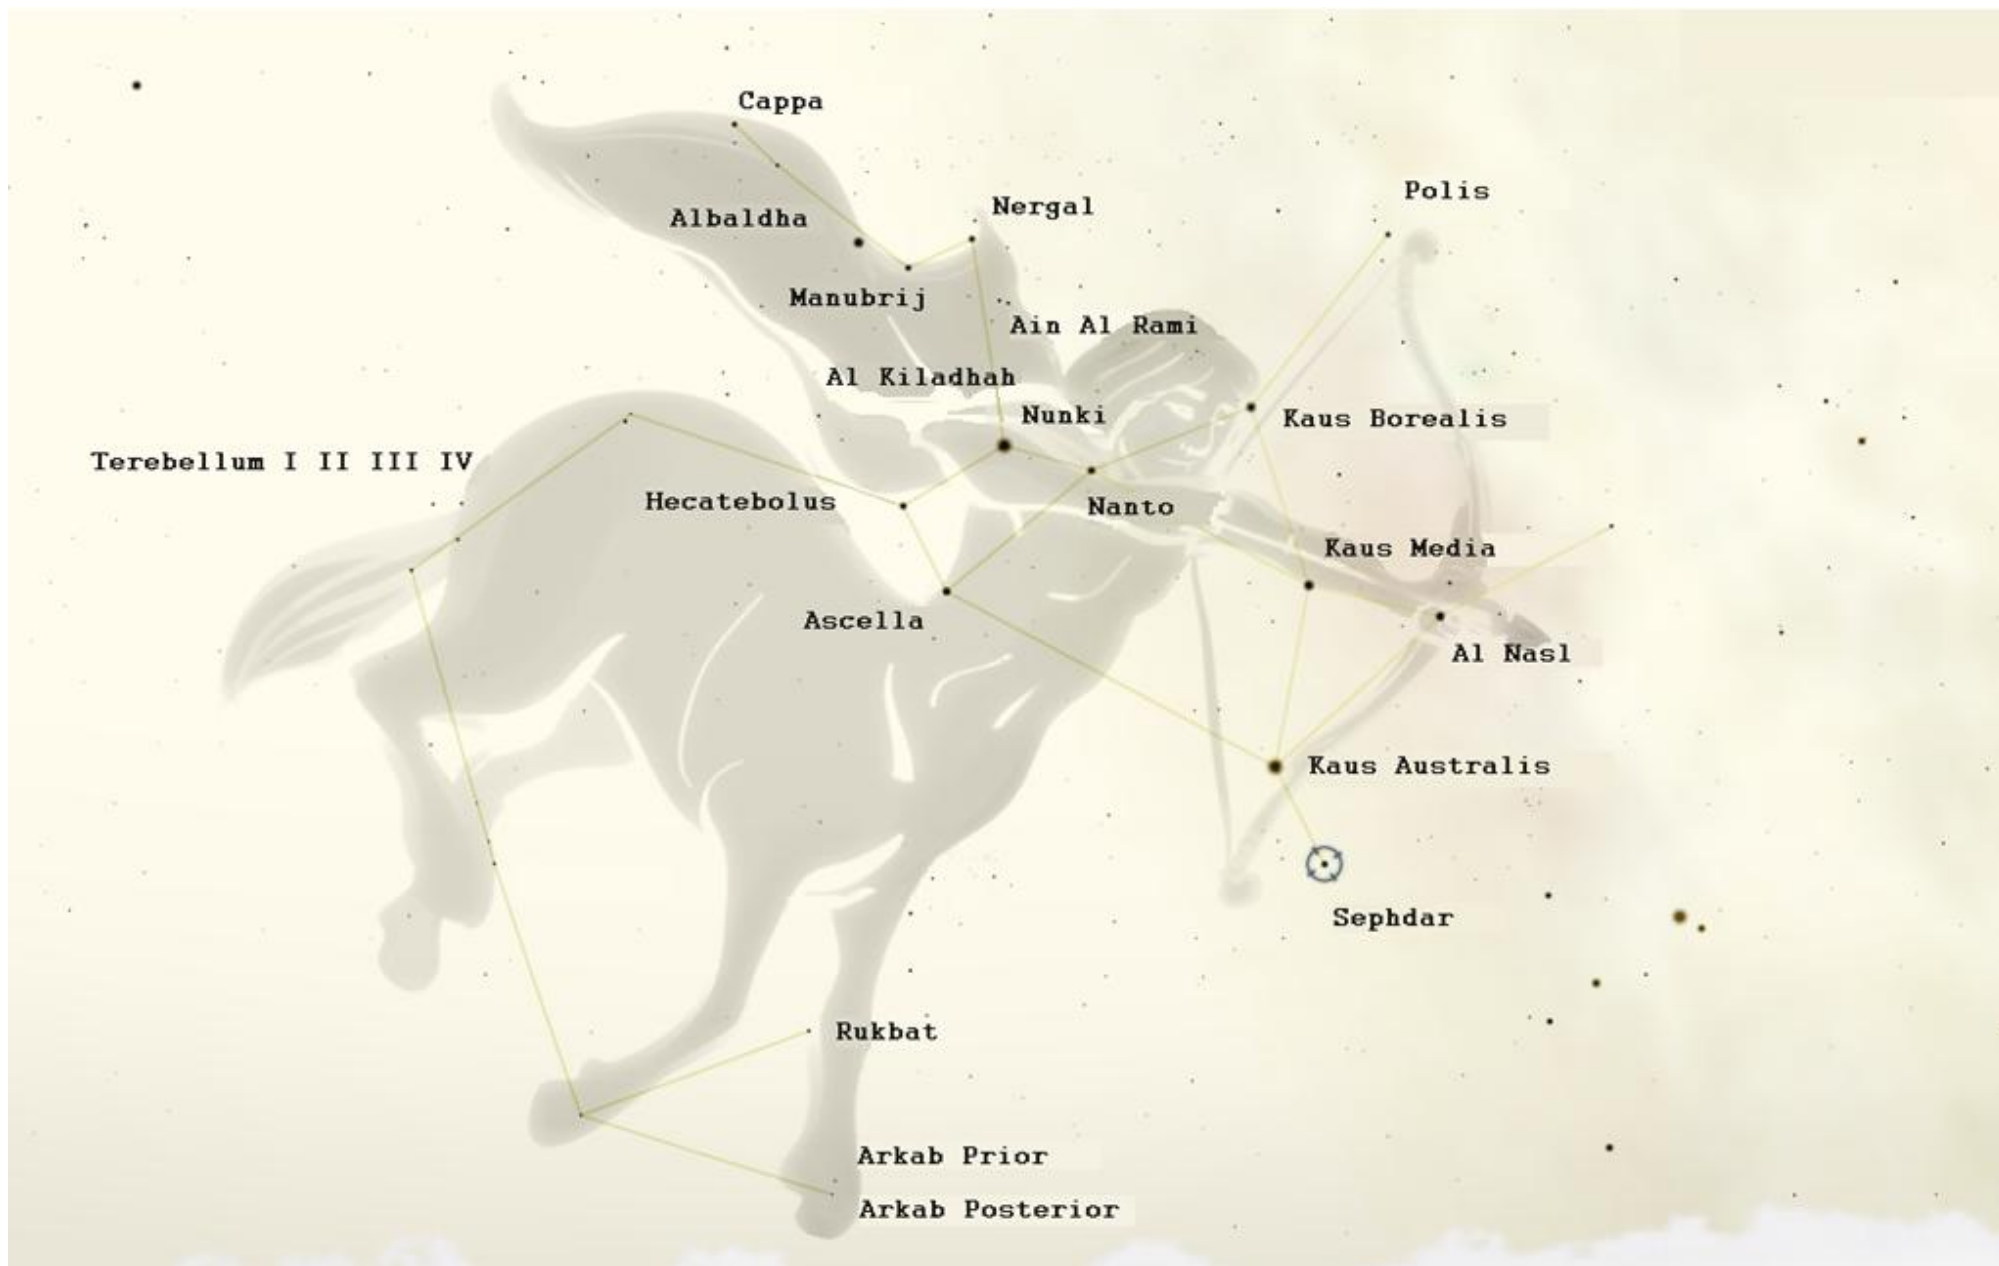 Cappa
Polis
Nergal
Albaldha
Manubrij
Ain Al Rami
Al Kiladhah
Nunki
Kaus Borealis
Terebellum I II III IV
Hecatebolus
Nanto
Kaus Media
Ascella
Al Nasl
Kaus Australis
Sephdar
Rukbat
Arkab Prior
Arkab Posterior